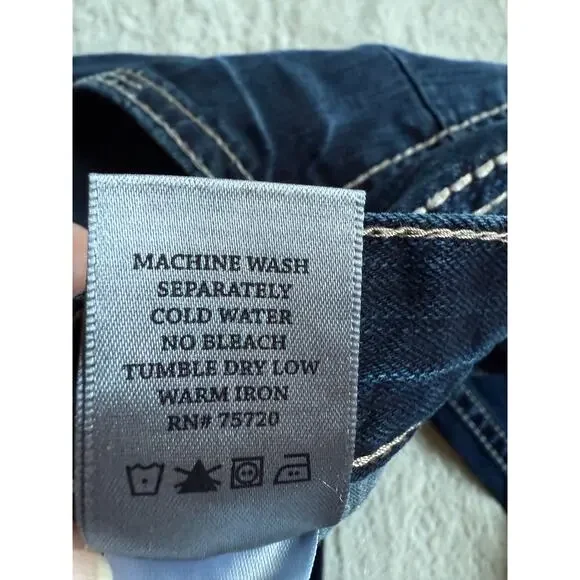 MACHINE WASH
SEPARATELY
COLD WATER
NO BLEACH
TUMBLE DRY LOW
WARM IRON
RN# 75720